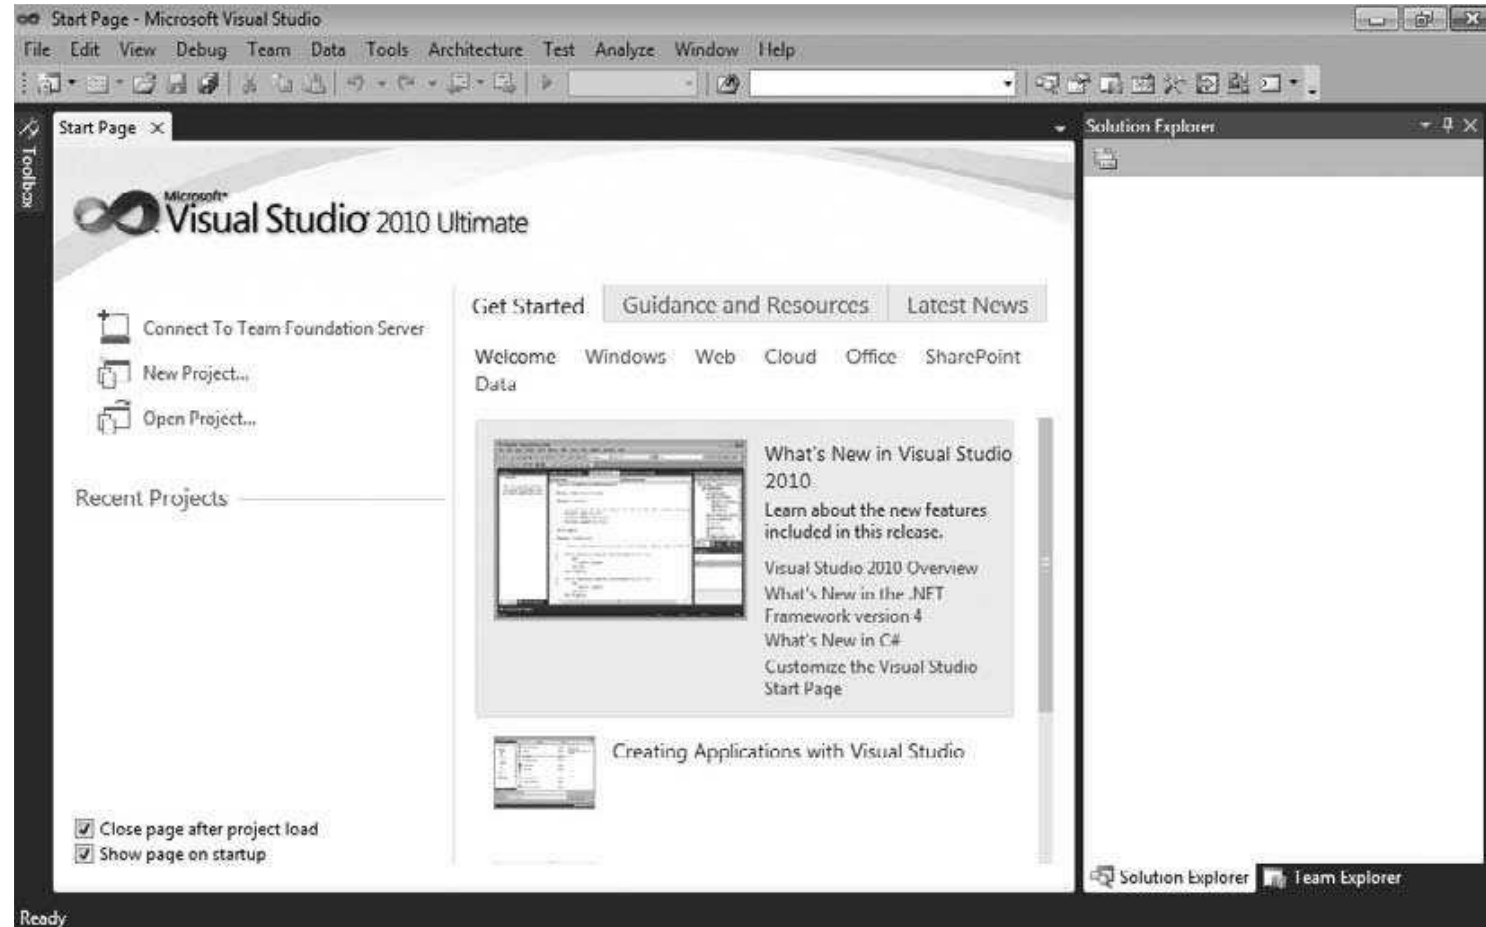 Start Page - Microsoft Visual Studio
File Edit View Debug Team Data Tools Architecture Test Analyze Window Help
Toolbox
Start Page
Solution Explorer
Microsoft
Visual Studio 2010 Ultimate
Get Started Guidance and Resources Latest News
Connect To Team Foundation Server
New Project...
Open Project...
Welcome Windows Web Cloud Office SharePoint
Data
Recent Projects
What's New in Visual Studio
2010
Learn about the new features
included in this release.
Visual Studio 2010 Overview
What's New in the .NET
Framework version 4
What's New in C#
Customize the Visual Studio
Start Page
Creating Applications with Visual Studio
Close page after project load
Show page on startup
Solution Explorer Team Explorer
Ready